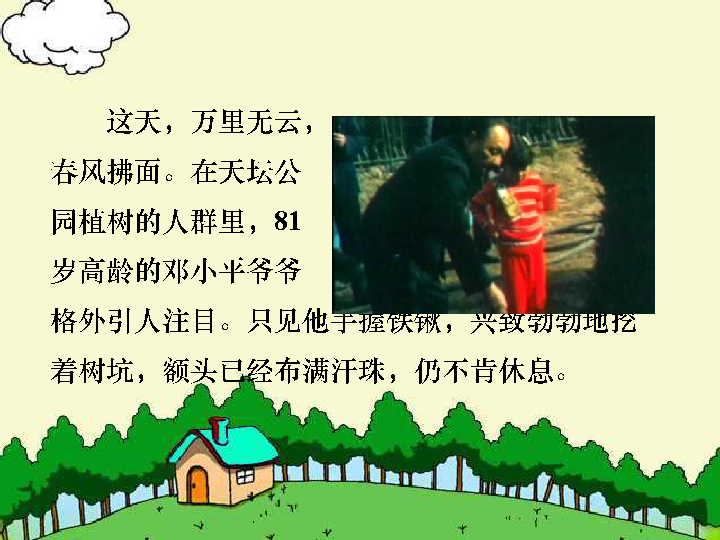 这天，万里无云，
春风拂面。在天坛公
园植树的人群里，81
岁高龄的邓小平爷爷
格外引人注目。只见他手握铁锹，兴致勃勃地挖
着树坑，额头已经布满汗珠，仍不肯休息。